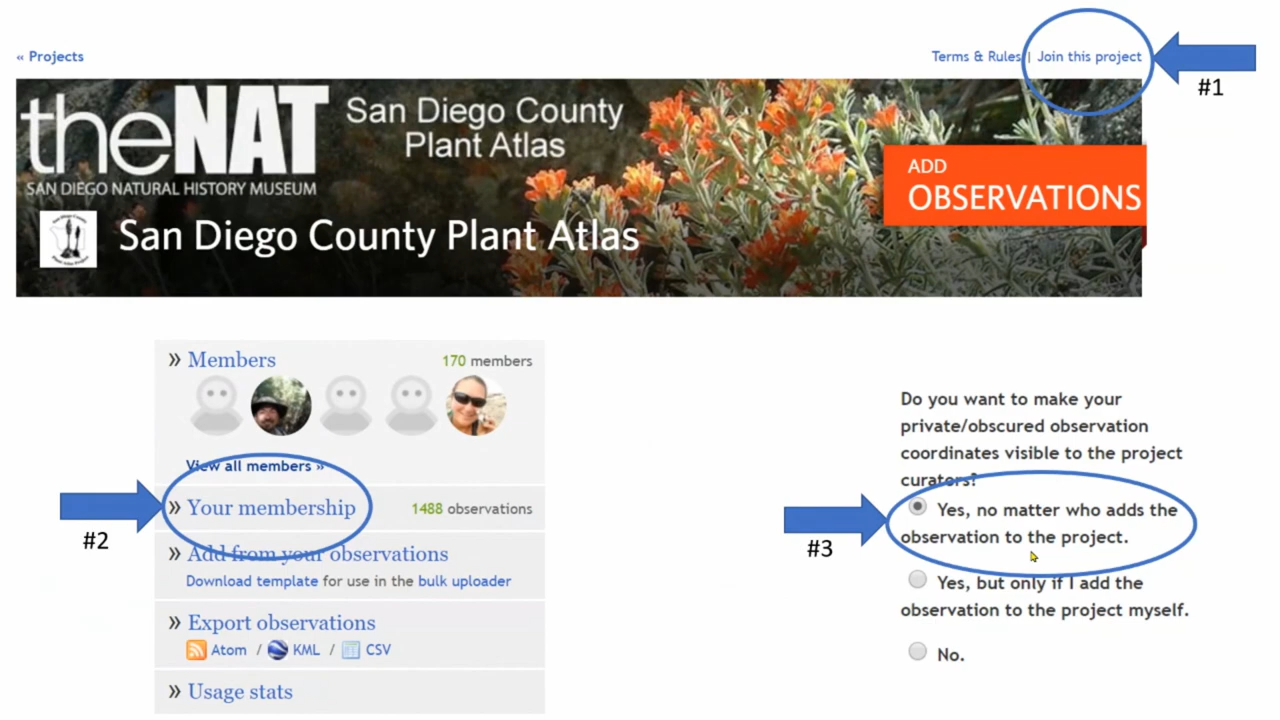 « Projects
Terms & Rules | Join this project
#1
theNAT
SAN DIEGO NATURAL HISTORY MUSEUM
San Diego County
Plant Atlas
ADD
OBSERVATIONS
San Diego County Plant Atlas
» Members 170 members
View all members »
» Your membership 1488 observations
#2
» Add from your observations
Download template for use in the bulk uploader
» Export observations
Atom / KML / CSV
» Usage stats
Do you want to make your
private/obscured observation
coordinates visible to the project
curators?
Yes, no matter who adds the
observation to the project.
#3
Yes, but only if I add the
observation to the project myself.
No.